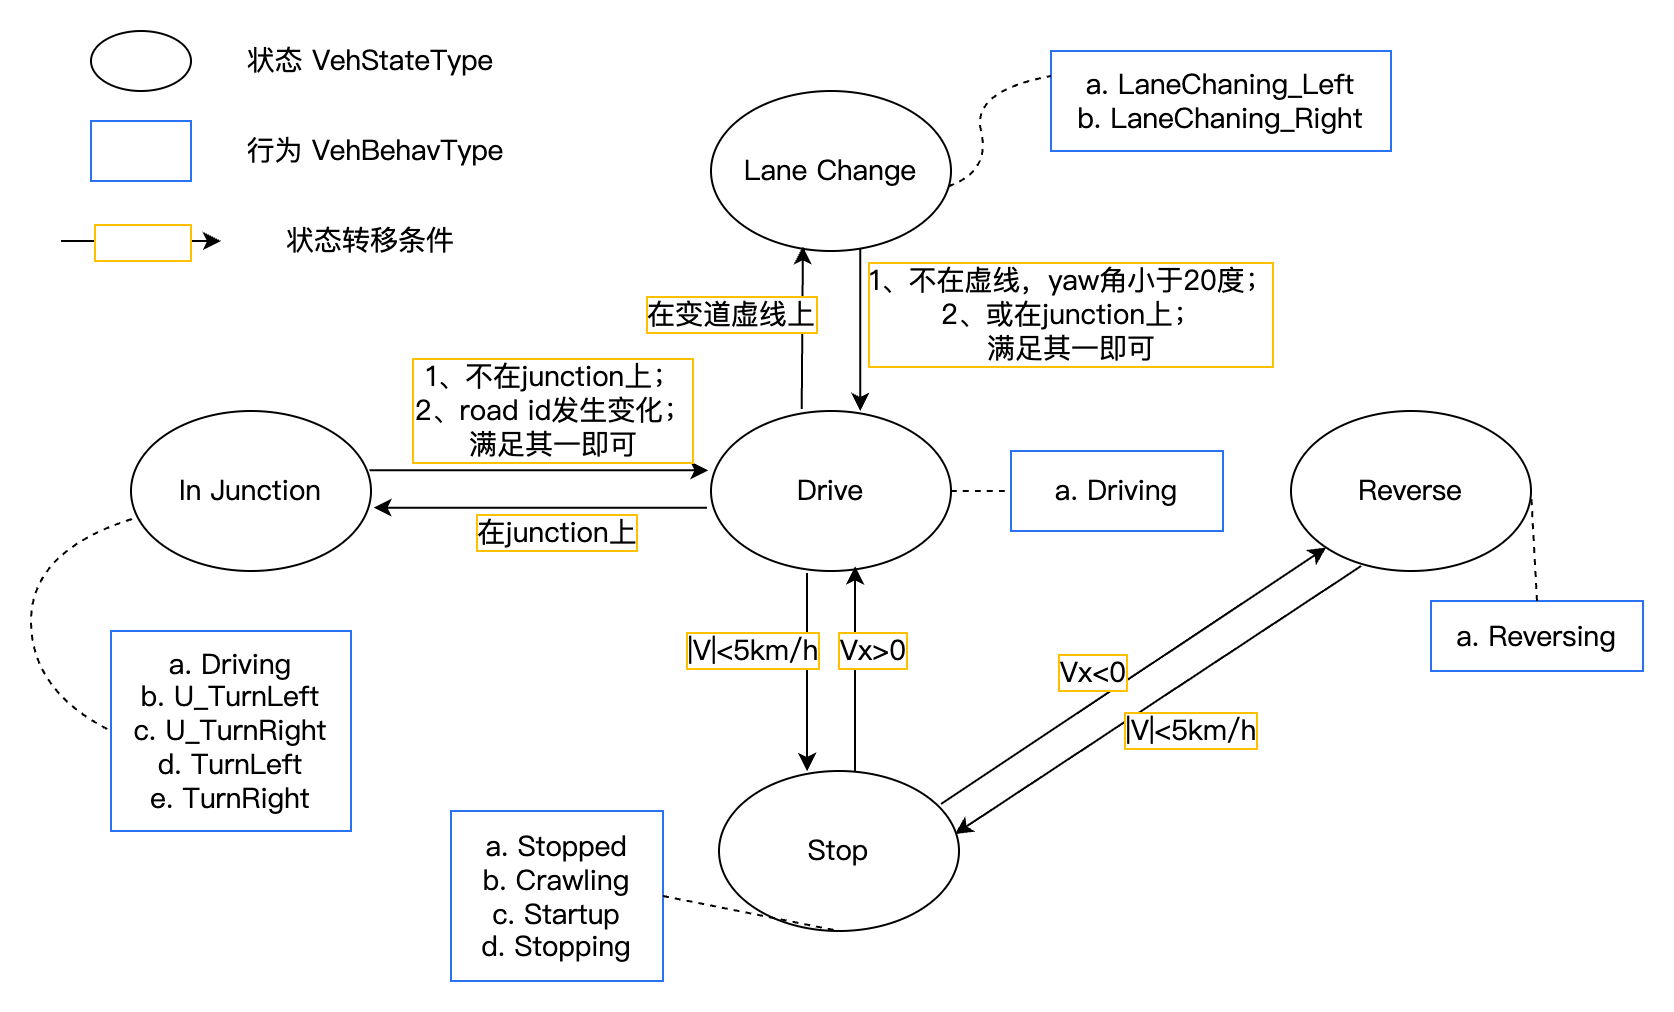 状态 VehStateType
行为 VehBehavType
状态转移条件
a. LaneChaning_Left
b. LaneChaning_Right
Lane Change
在变道虚线上
1、不在虚线，yaw角小于20度；
2、或在junction上；
满足其一即可
1、不在junction上；
2、road id发生变化；
满足其一即可
In Junction
Drive
a. Driving
Reverse
在junction上
|V|<5km/h
Vx>0
Vx<0
|V|<5km/h
a. Reversing
a. Driving
b. U_TurnLeft
c. U_TurnRight
d. TurnLeft
e. TurnRight
Stop
a. Stopped
b. Crawling
c. Startup
d. Stopping